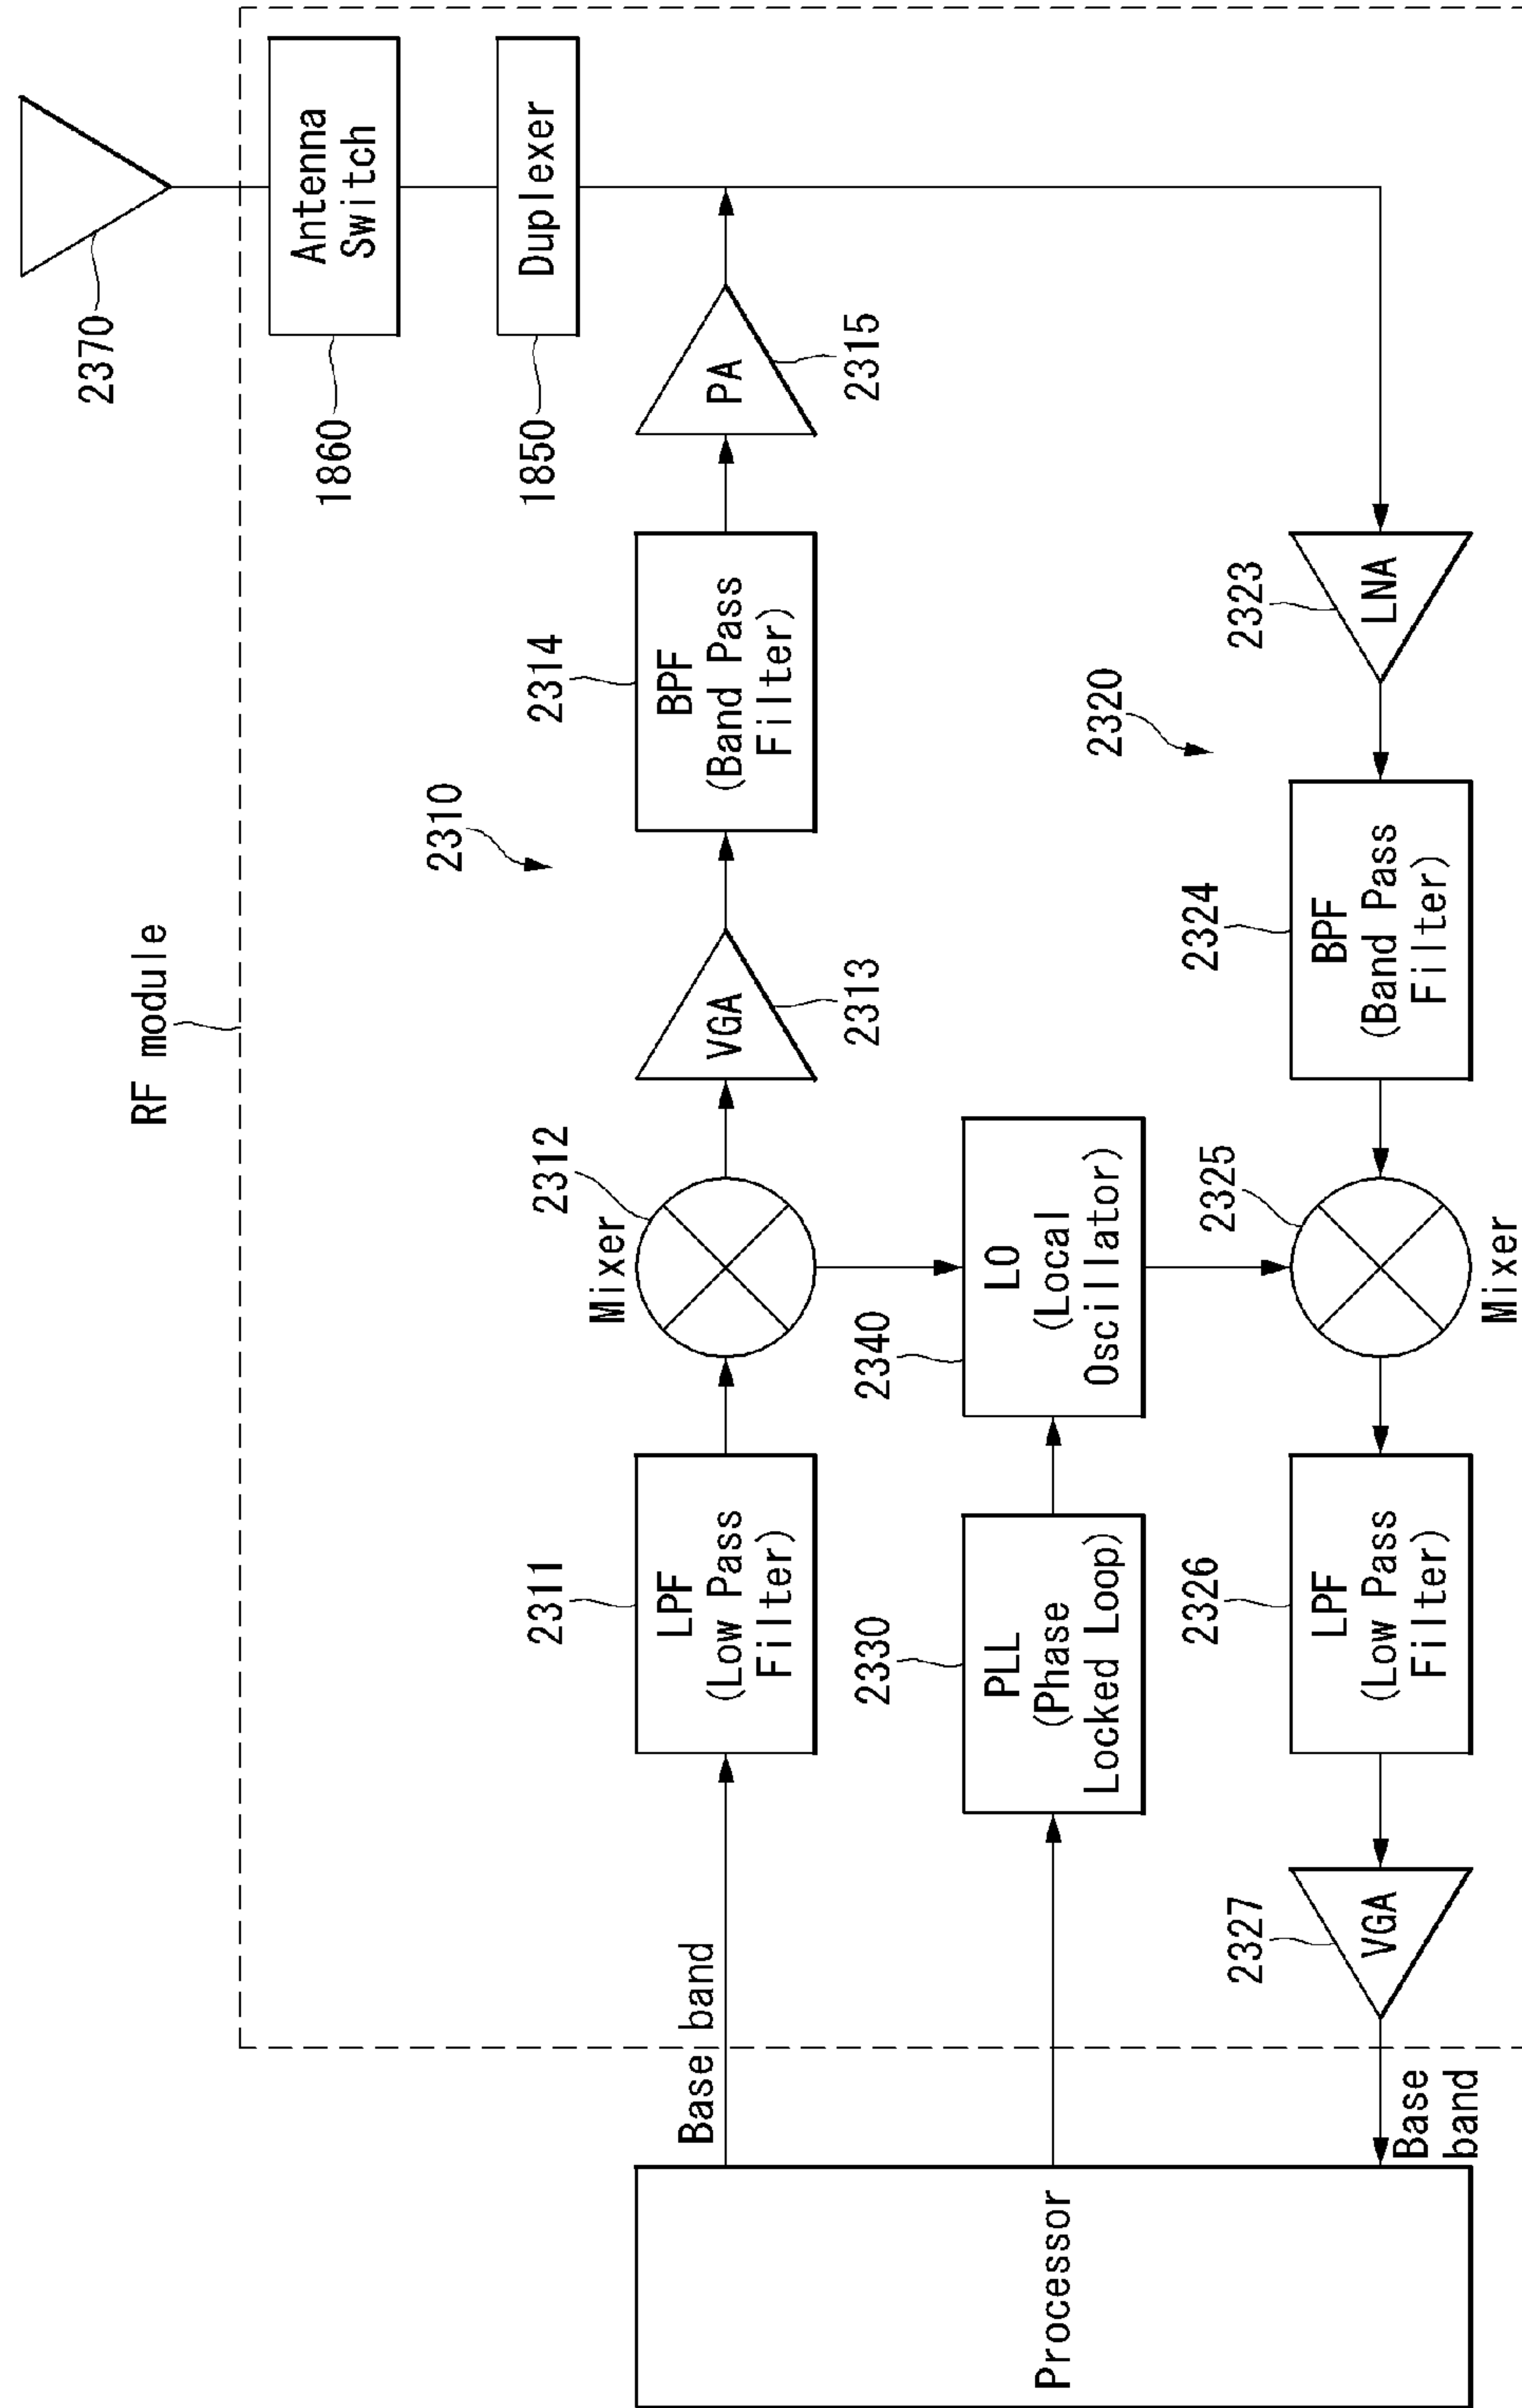 RF module
2370
Antenna
Switch
1860
Duplexer
1850
2310
Base band
2311
LPF
(Low Pass
Filter)
2312
Mixer
VGA
2313
2314
BPF
(Band Pass
Filter)
PA
2315
Processor
2330
PLL
(Phase
Locked Loop)
2340
LO
(Local
Oscillator)
2320
2323
LNA
2324
BPF
(Band Pass
Filter)
2325
Mixer
2326
LPF
(Low Pass
Filter)
2327
VGA
Base
band